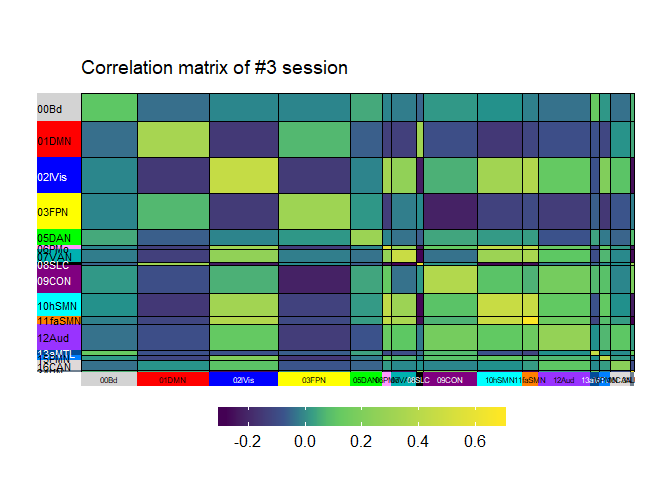 Correlation matrix of #3 session
00Bd
01DMN
02lVis
03FPN
05DAN
07VAN
08SLC
09CON
10hSMN
11faSMN
12Aud
00Bd
01DMN
02lVis
03FPN
05DAN
08SLC
09CON
10hSMN
11faSMN
12Aud
-0.2 0.0 0.2 0.4 0.6